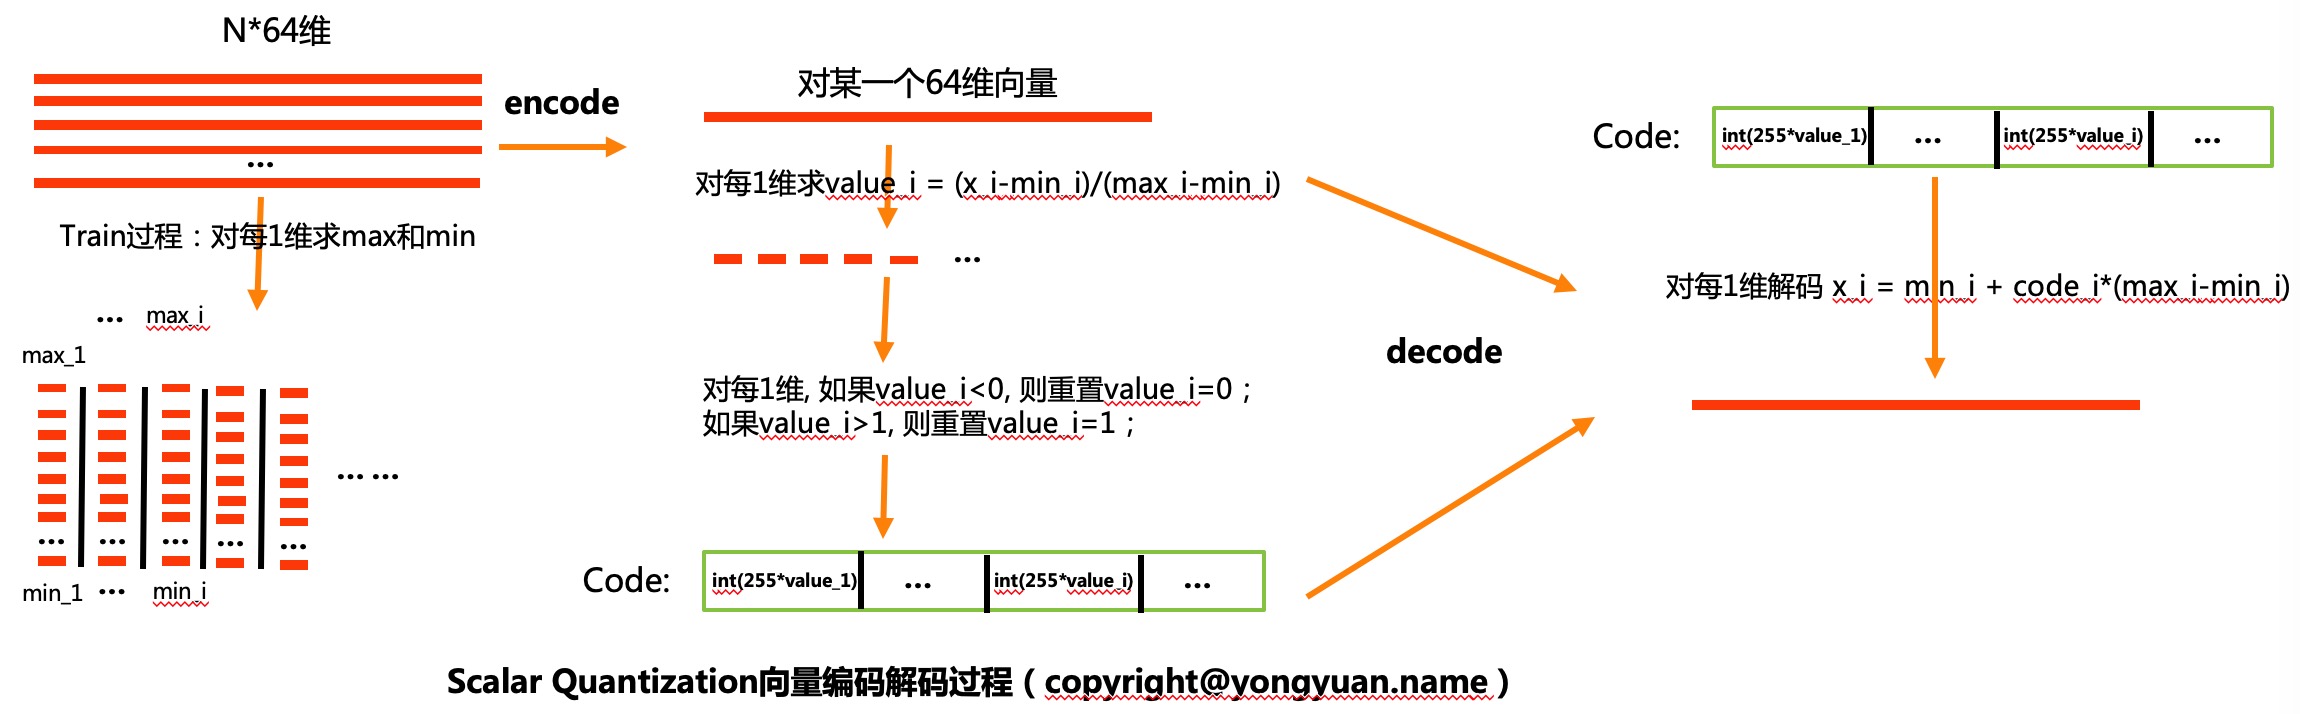 N*64维
...
Train过程：对每1维求max和min
... max_i
max_1
... ...
... ... ... ... ...
min_1 ... min_i
encode
对某一个64维向量
对每1维求value_i = (x_i-min_i)/(max_i-min_i)
...
对每1维, 如果value_i<0, 则重置value_i=0；
如果value_i>1, 则重置value_i=1；
Code: int(255*value_1) ... int(255*value_i) ...
decode
Code: int(255*value_1) ... int(255*value_i) ...
对每1维解码 x_i = min_i + code_i*(max_i-min_i)
Scalar Quantization向量编码解码过程（copyright@yongyuan.name）